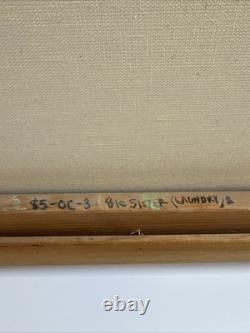 85-OC-3 BIG SISTER (LAUNDRY)
ebay